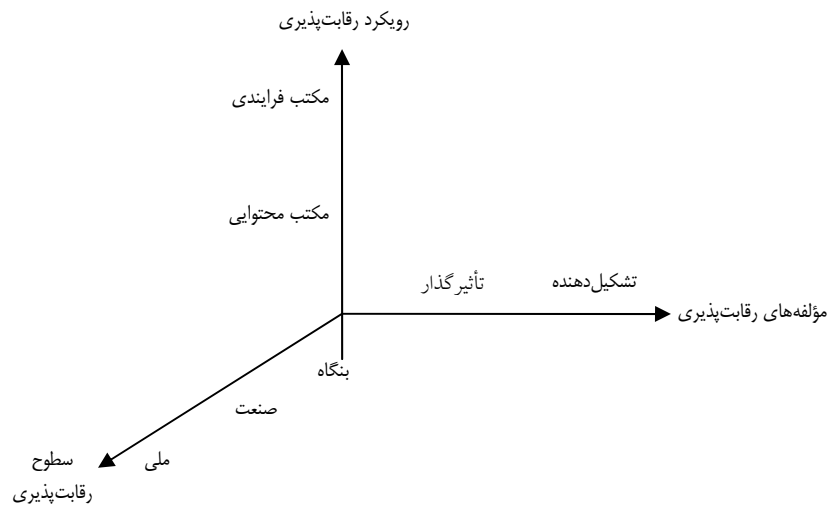 رویکرد رقابت‌پذیری
مکتب فرایندی
مکتب محتوایی
تشکیل‌دهنده
تأثیرگذار
مؤلفه‌های رقابت‌پذیری
بنگاه
صنعت
ملی
سطوح
رقابت‌پذیری